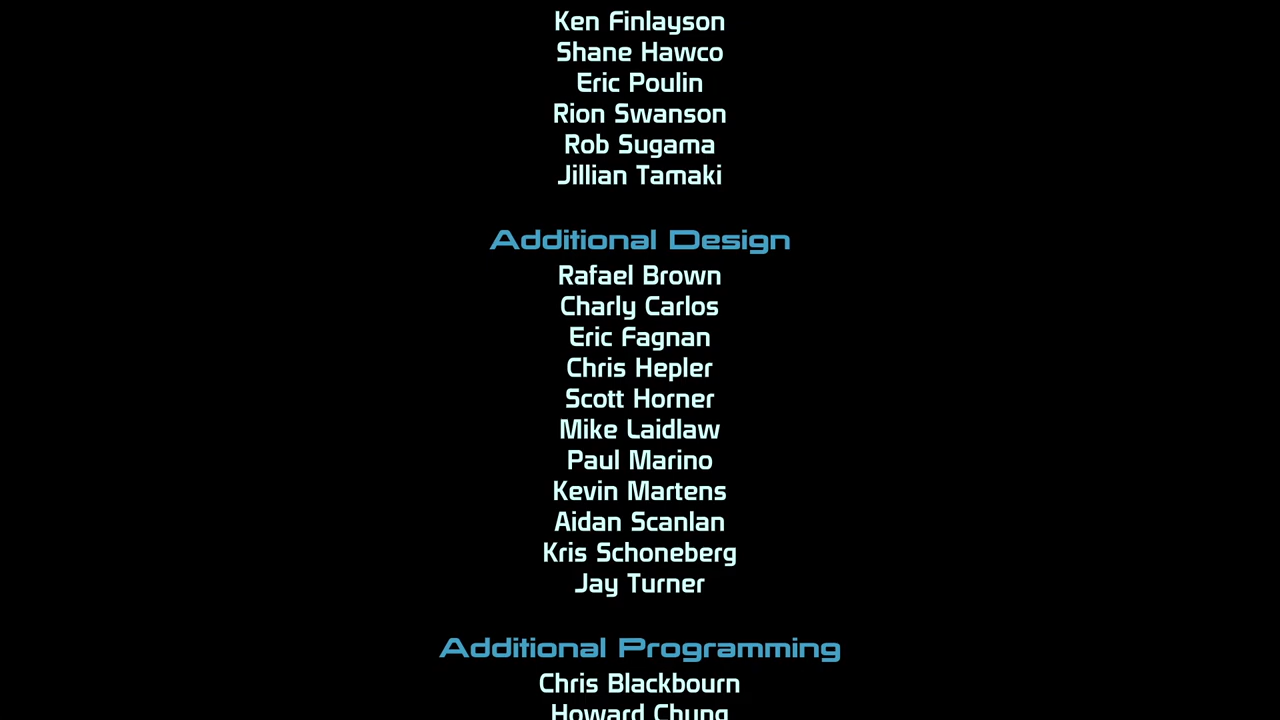 Ken Finlayson
Shane Hawco
Eric Poulin
Rion Swanson
Rob Sugama
Jillian Tamaki
Additional Design
Rafael Brown
Charly Carlos
Eric Fagnan
Chris Hepler
Scott Horner
Mike Laidlaw
Paul Marino
Kevin Martens
Aidan Scanlan
Kris Schoneberg
Jay Turner
Additional Programming
Chris Blackbourn
Howard Chung